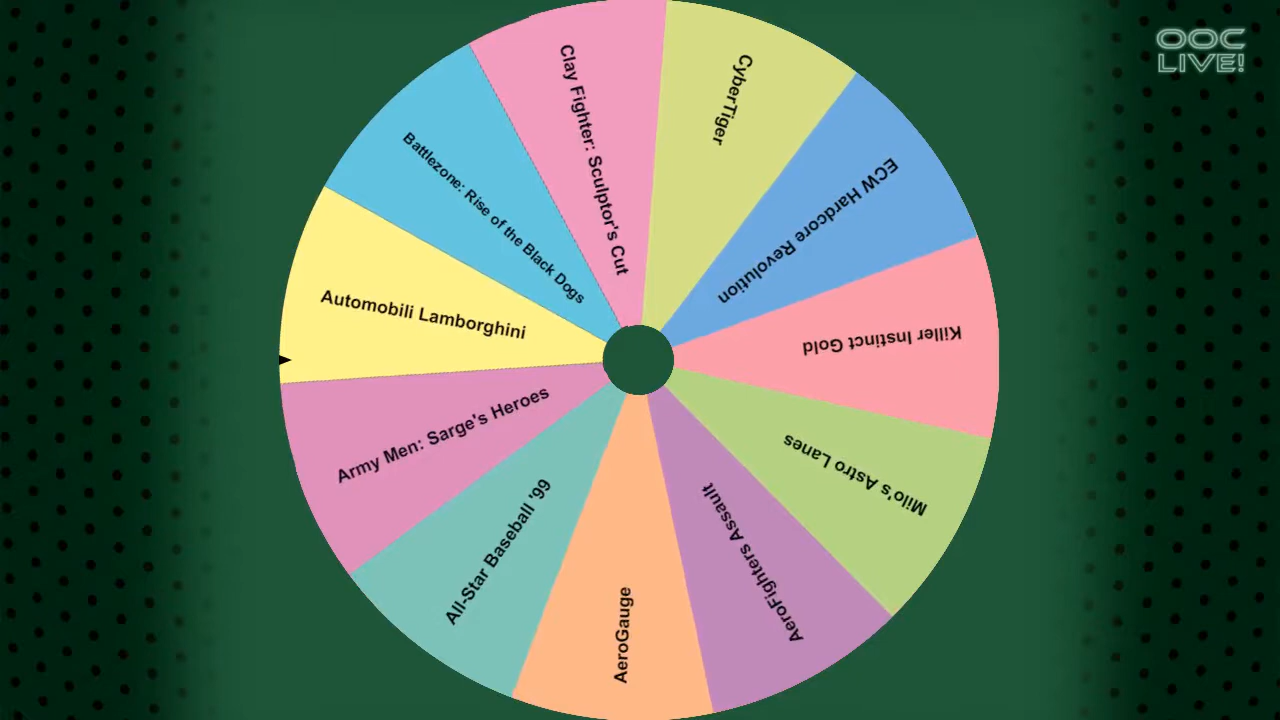 OOC
LIVE!
Clay Fighter: Sculptor's Cut
CyberTiger
ECW Hardcore Revolution
Killer Instinct Gold
Milo's Astro Lanes
AeroFighters Assault
AeroGauge
All-Star Baseball '99
Army Men: Sarge's Heroes
Automobili Lamborghini
Battlezone: Rise of the Black Dogs